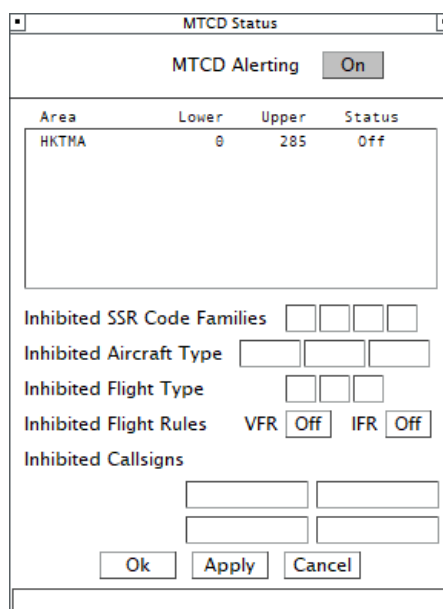 MTCD Status
MTCD Alerting On
Area Lower Upper Status
HKTMA 0 285 Off
Inhibited SSR Code Families
Inhibited Aircraft Type
Inhibited Flight Type
Inhibited Flight Rules VFR Off IFR Off
Inhibited Callsigns
Ok Apply Cancel